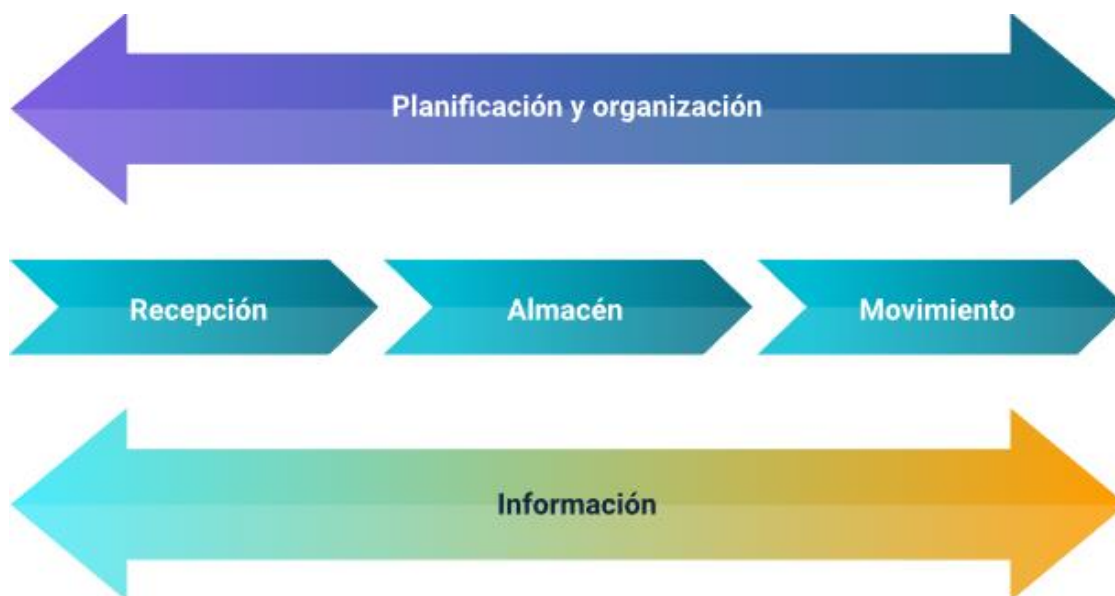 Planificación y organización
Recepción
Almacén
Movimiento
Información